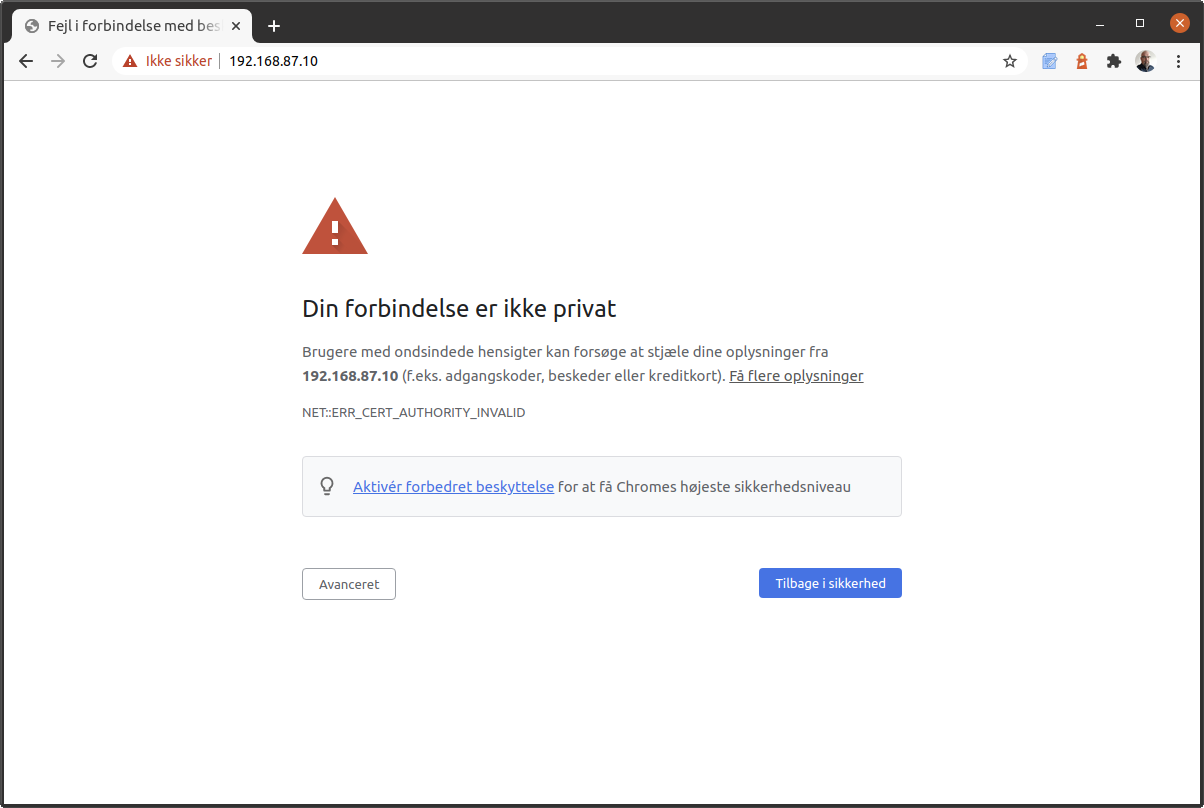 Fejl i forbindelse med bes
Ikke sikker
192.168.87.10
Din forbindelse er ikke privat
Brugere med ondsindede hensigter kan forsøge at stjæle dine oplysninger fra
192.168.87.10 (f.eks. adgangskoder, beskeder eller kreditkort). Få flere oplysninger
NET::ERR_CERT_AUTHORITY_INVALID
Aktivér forbedret beskyttelse for at få Chromes højeste sikkerhedsniveau
Avanceret
Tilbage i sikkerhed